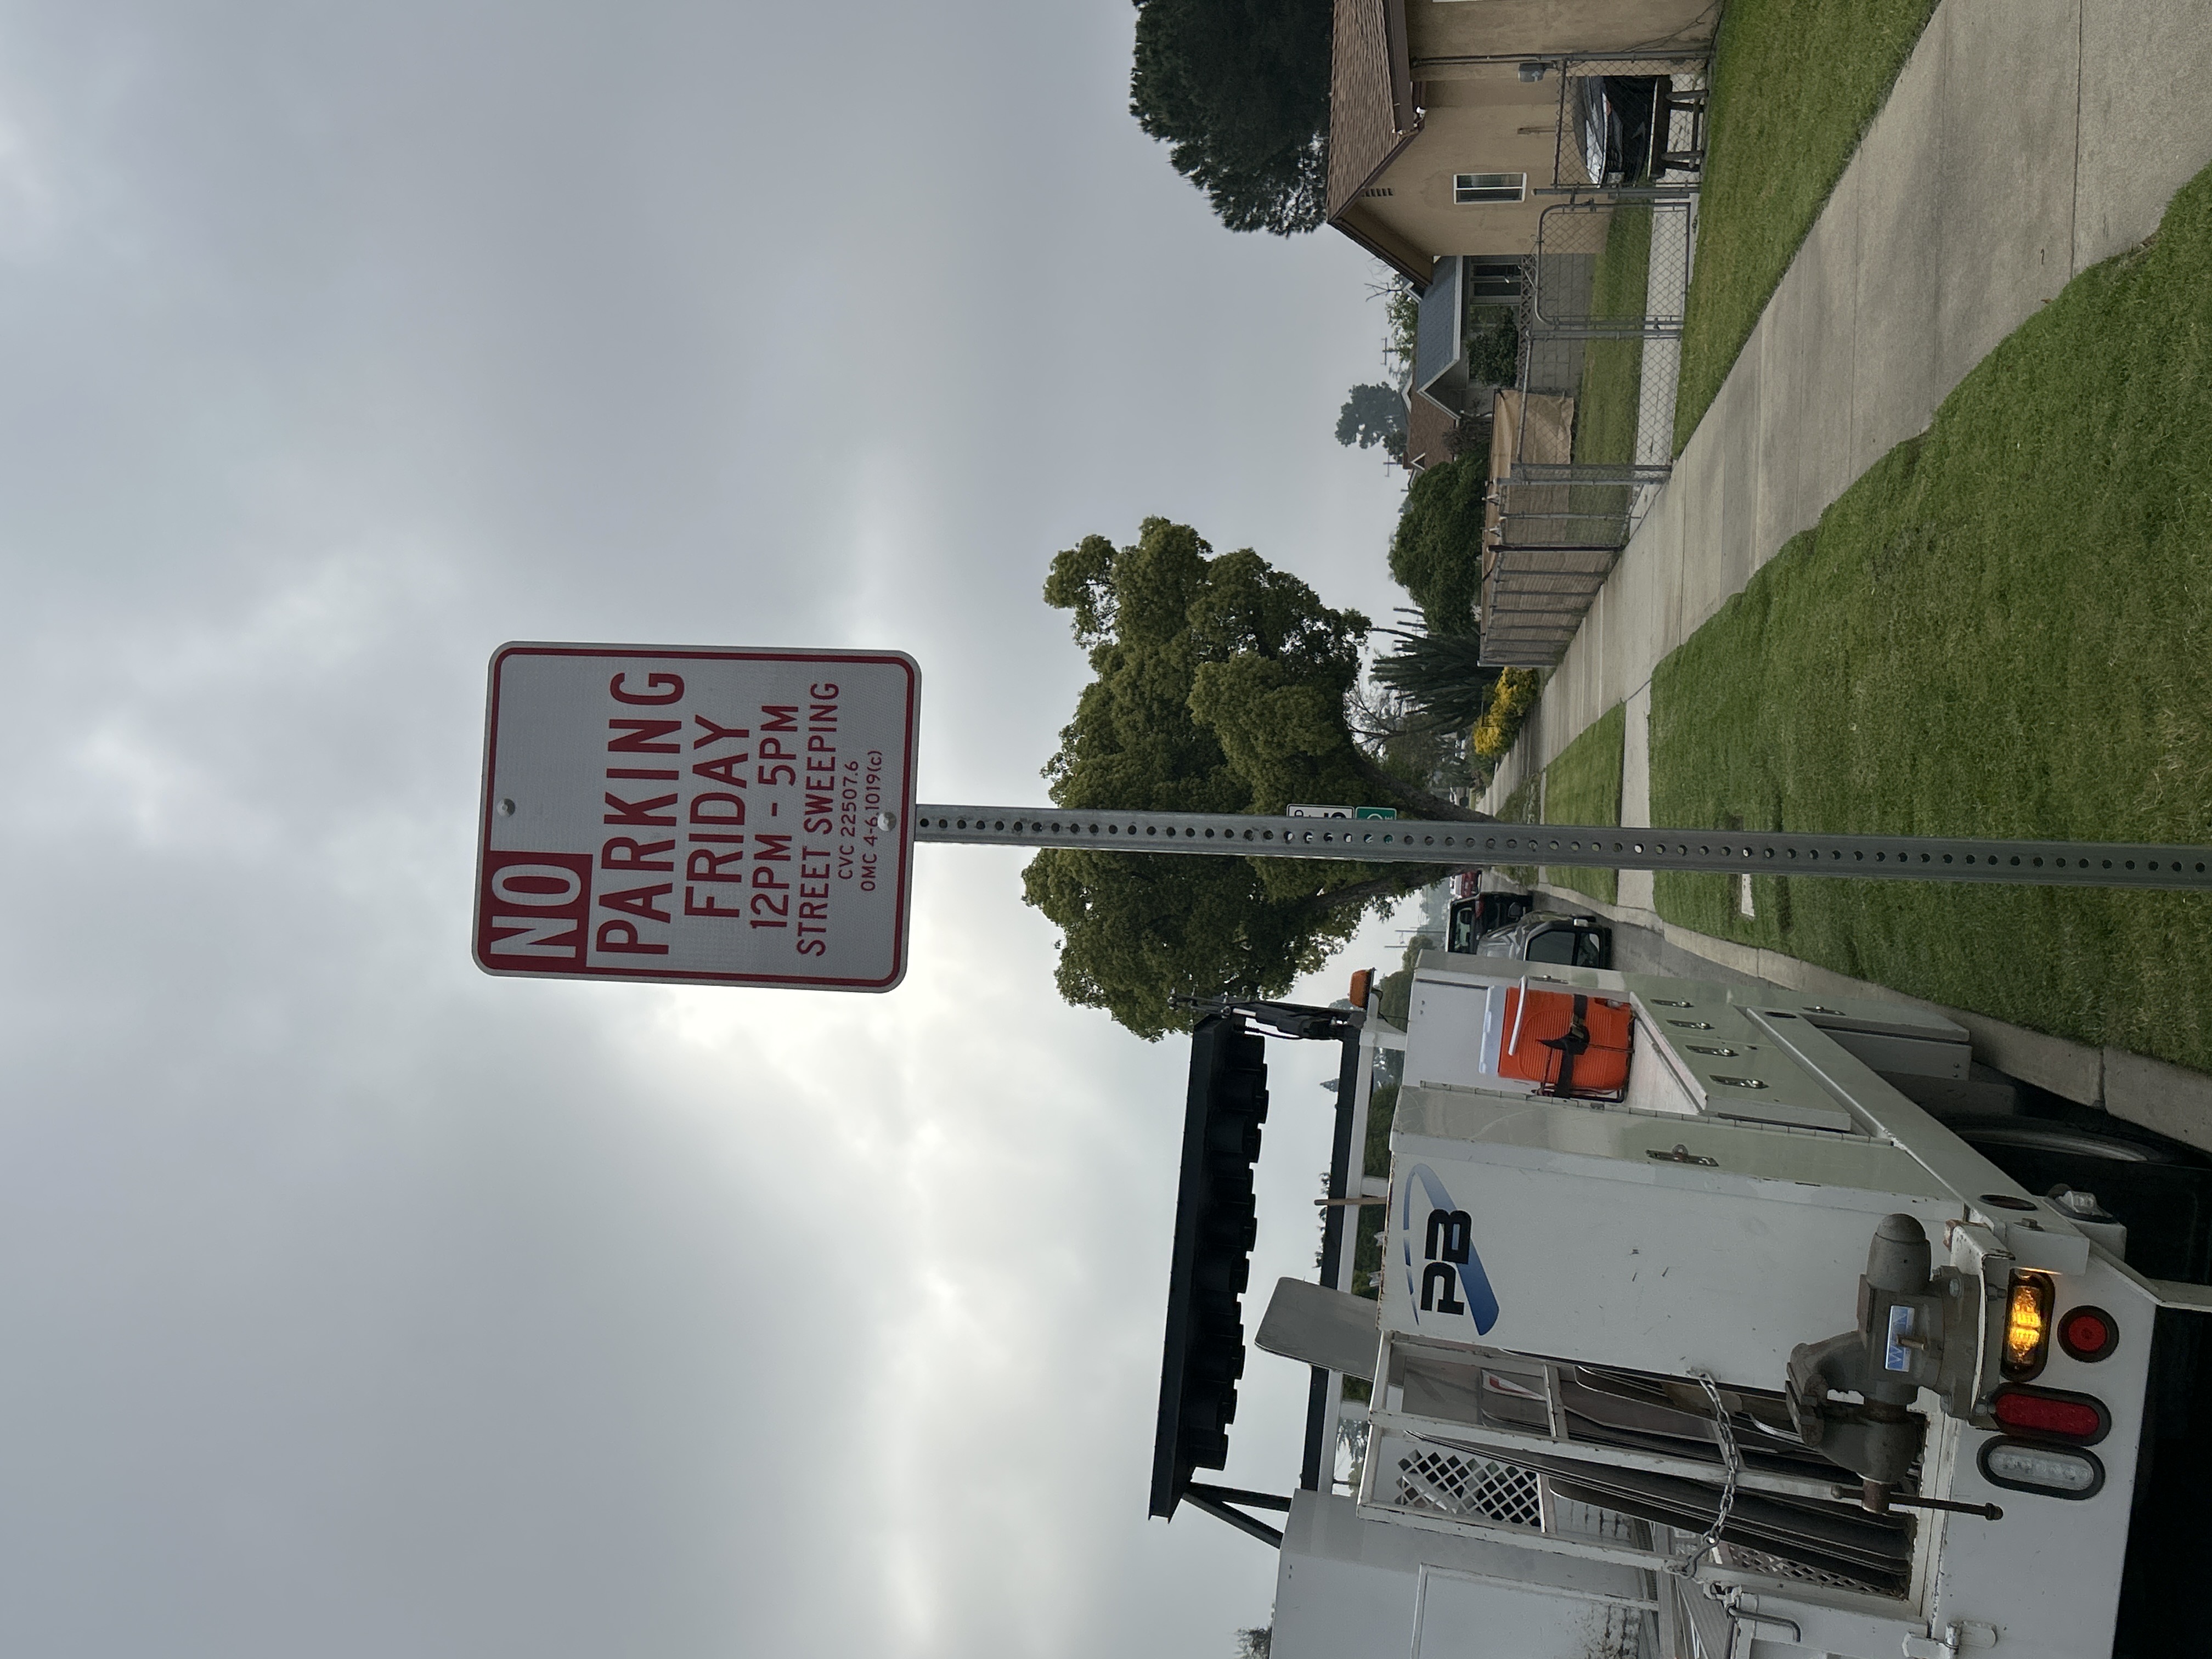 NO
PARKING
FRIDAY
12PM - 5PM
STREET SWEEPING
CVC 22507.6
OMC 4-6.1019(c)
PB